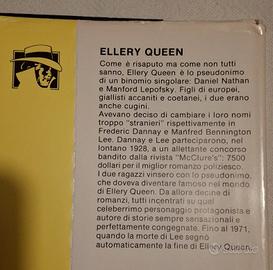 ELLERY QUEEN
Come è risaputo ma come non tutti
sanno, Ellery Queen è lo pseudonimo
di un binomio singolare: Daniel Nathan
e Manford Lepofsky. Figli di europei,
giallisti accaniti e coetanei, i due erano
anche cugini.
Avevano deciso di cambiare i loro nomi
troppo "stranieri" rispettivamente in
Frederic Dannay e Manfred Bennington
Lee. Dannay e Lee parteciparono, nel
lontano 1928, a un allettante concorso
bandito dalla rivista "McClure's": 7500
dollari per il miglior romanzo poliziesco.
I due ragazzi vinsero con lo pseudonimo,
che doveva diventare famoso nel mondo
di Ellery Queen. Da allora decine di
romanzi, tutti incentrati su quel
celeberrimo personaggio protagonista e
autore di storie sempre sensazionali e
perfettamente congegnate. Fino al 1971,
quando la morte di Lee segnò
automaticamente la fine di Ellery Queen.
subito